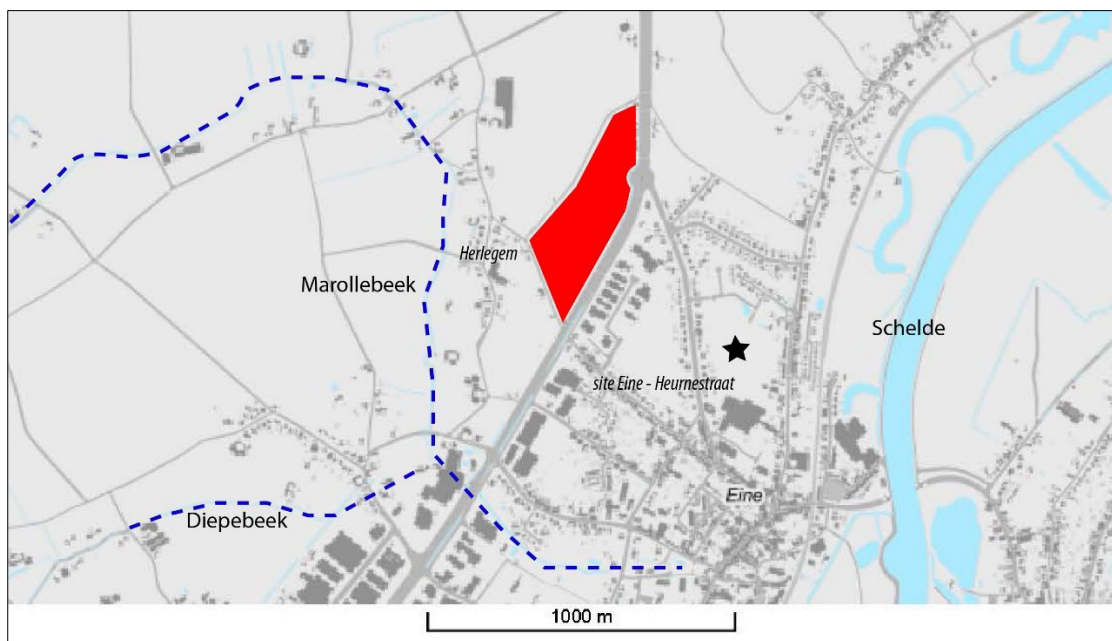 Herlegem
Marollebeek
Schelde
site Eine - Heurnestraat
Eine
Diepebeek
1000 m